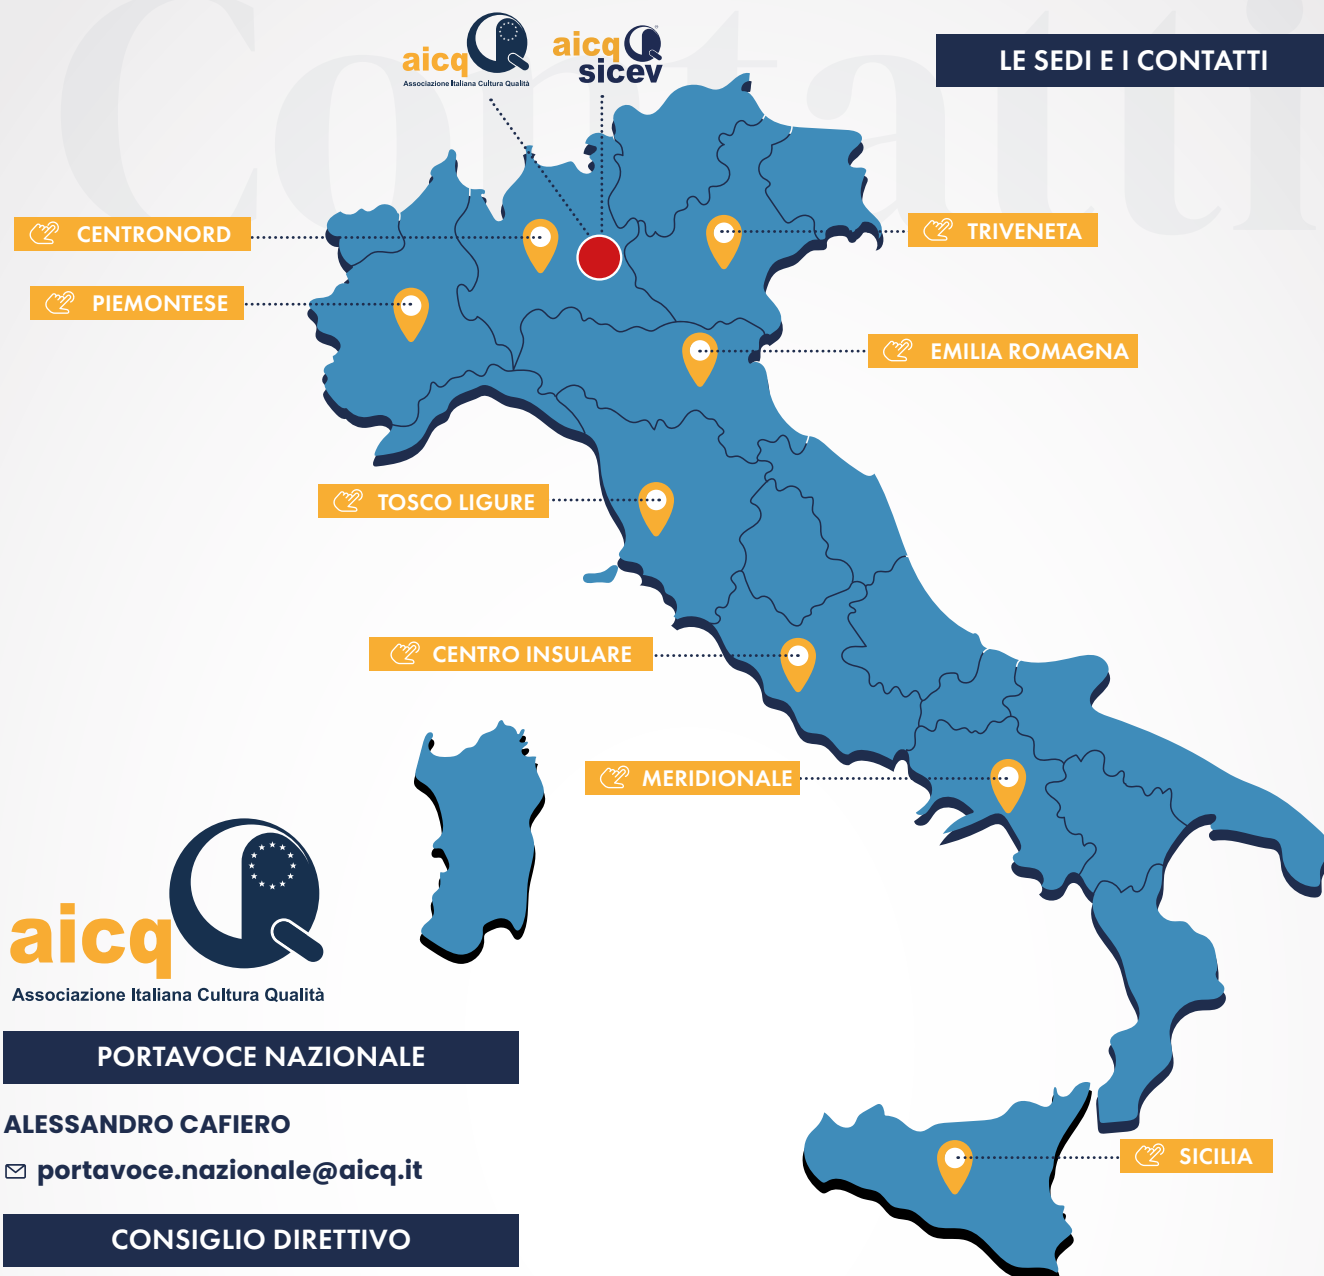 Contatti
aicq
Associazione Italiana Cultura Qualità
aicq
sicev
LE SEDI E I CONTATTI
CENTRONORD
TRIVENETA
PIEMONTESE
EMILIA ROMAGNA
TOSCO LIGURE
CENTRO INSULARE
MERIDIONALE
SICILIA
aicq
Associazione Italiana Cultura Qualità
PORTAVOCE NAZIONALE
ALESSANDRO CAFIERO
portavoce.nazionale@aicq.it
CONSIGLIO DIRETTIVO